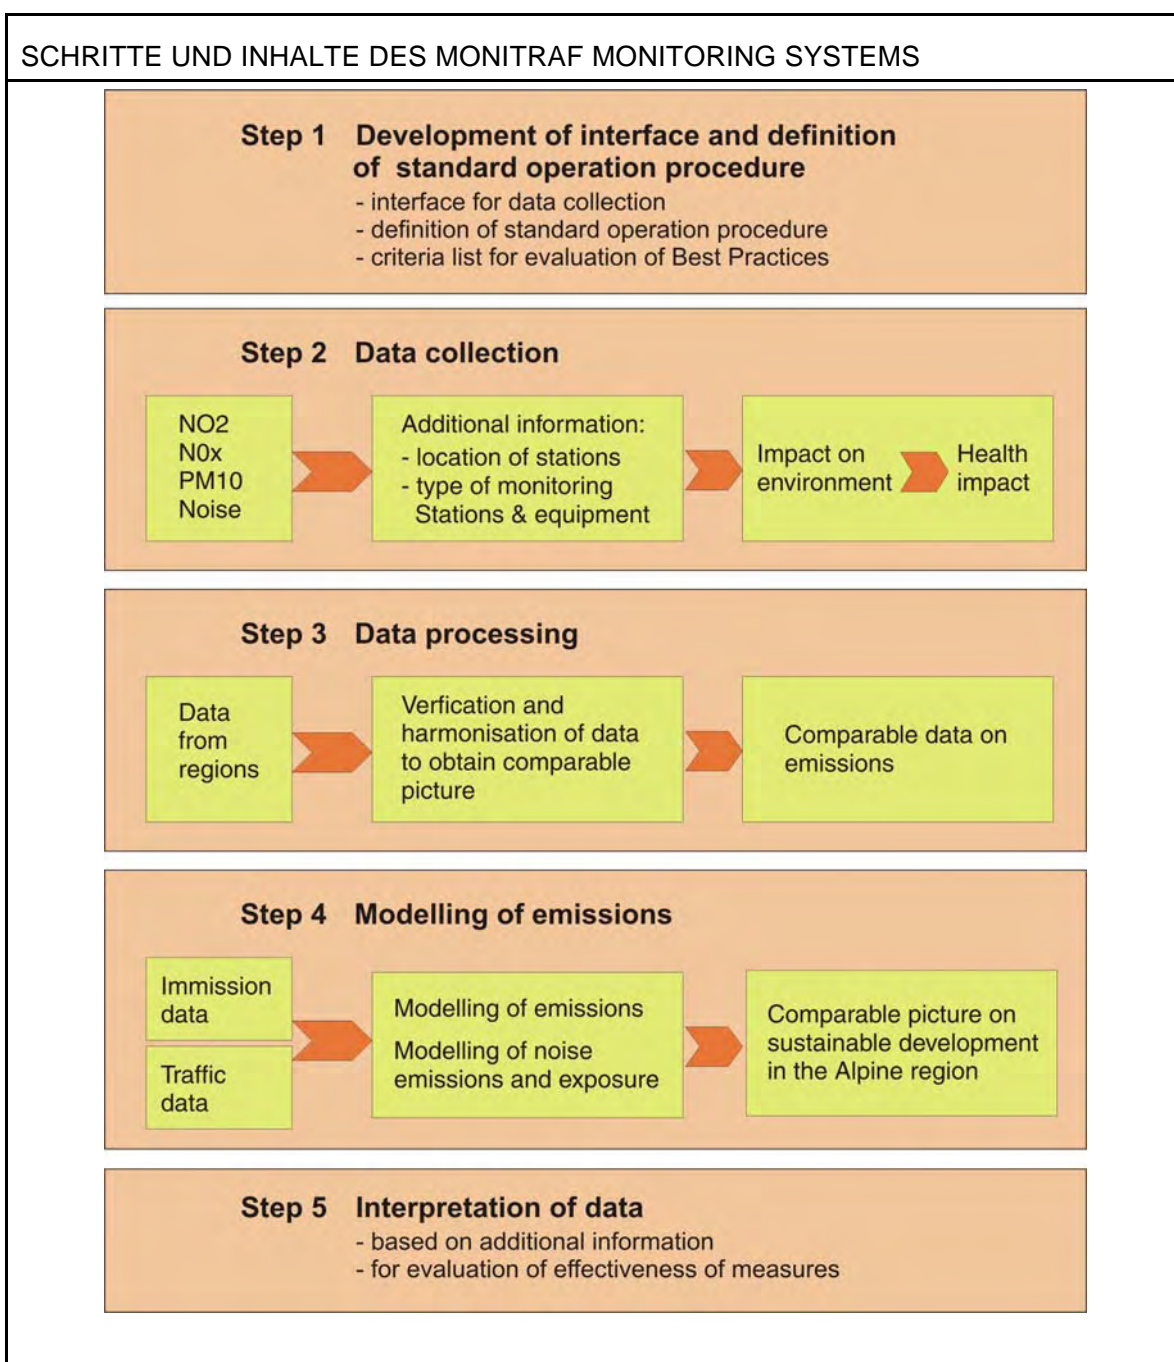 SCHRITTE UND INHALTE DES MONITRAF MONITORING SYSTEMS
Step 1 Development of interface and definition
of standard operation procedure
- interface for data collection
- definition of standard operation procedure
- criteria list for evaluation of Best Practices
Step 2 Data collection
NO2
N0x
PM10
Noise
Additional information:
- location of stations
- type of monitoring
Stations & equipment
Impact on
environment
Health
impact
Step 3 Data processing
Data
from
regions
Verfication and
harmonisation of data
to obtain comparable
picture
Comparable data on
emissions
Step 4 Modelling of emissions
Immission
data
Traffic
data
Modelling of emissions
Modelling of noise
emissions and exposure
Comparable picture on
sustainable development
in the Alpine region
Step 5 Interpretation of data
- based on additional information
- for evaluation of effectiveness of measures